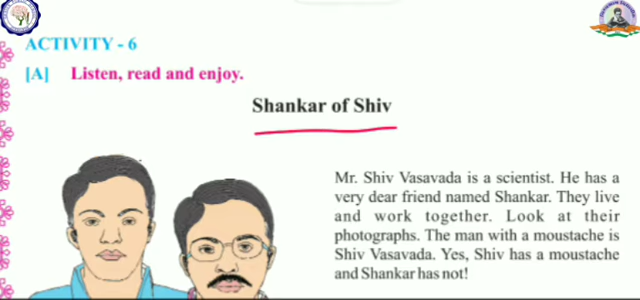 ACTIVITY - 6
[A] Listen, read and enjoy.
Shankar of Shiv
Mr. Shiv Vasavada is a scientist. He has a
very dear friend named Shankar. They live
and work together. Look at their
photographs. The man with a moustache is
Shiv Vasavada. Yes, Shiv has a moustache
and Shankar has not!